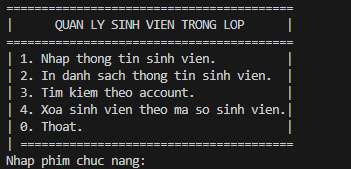 =========================================
|      QUAN LY SINH VIEN TRONG LOP      |
=========================================
| 1. Nhap thong tin sinh vien.          |
| 2. In danh sach thong tin sinh vien.  |
| 3. Tim kiem theo account.             |
| 4. Xoa sinh vien theo ma so sinh vien.|
| 0. Thoat.                             |
| =======================================
Nhap phim chuc nang: